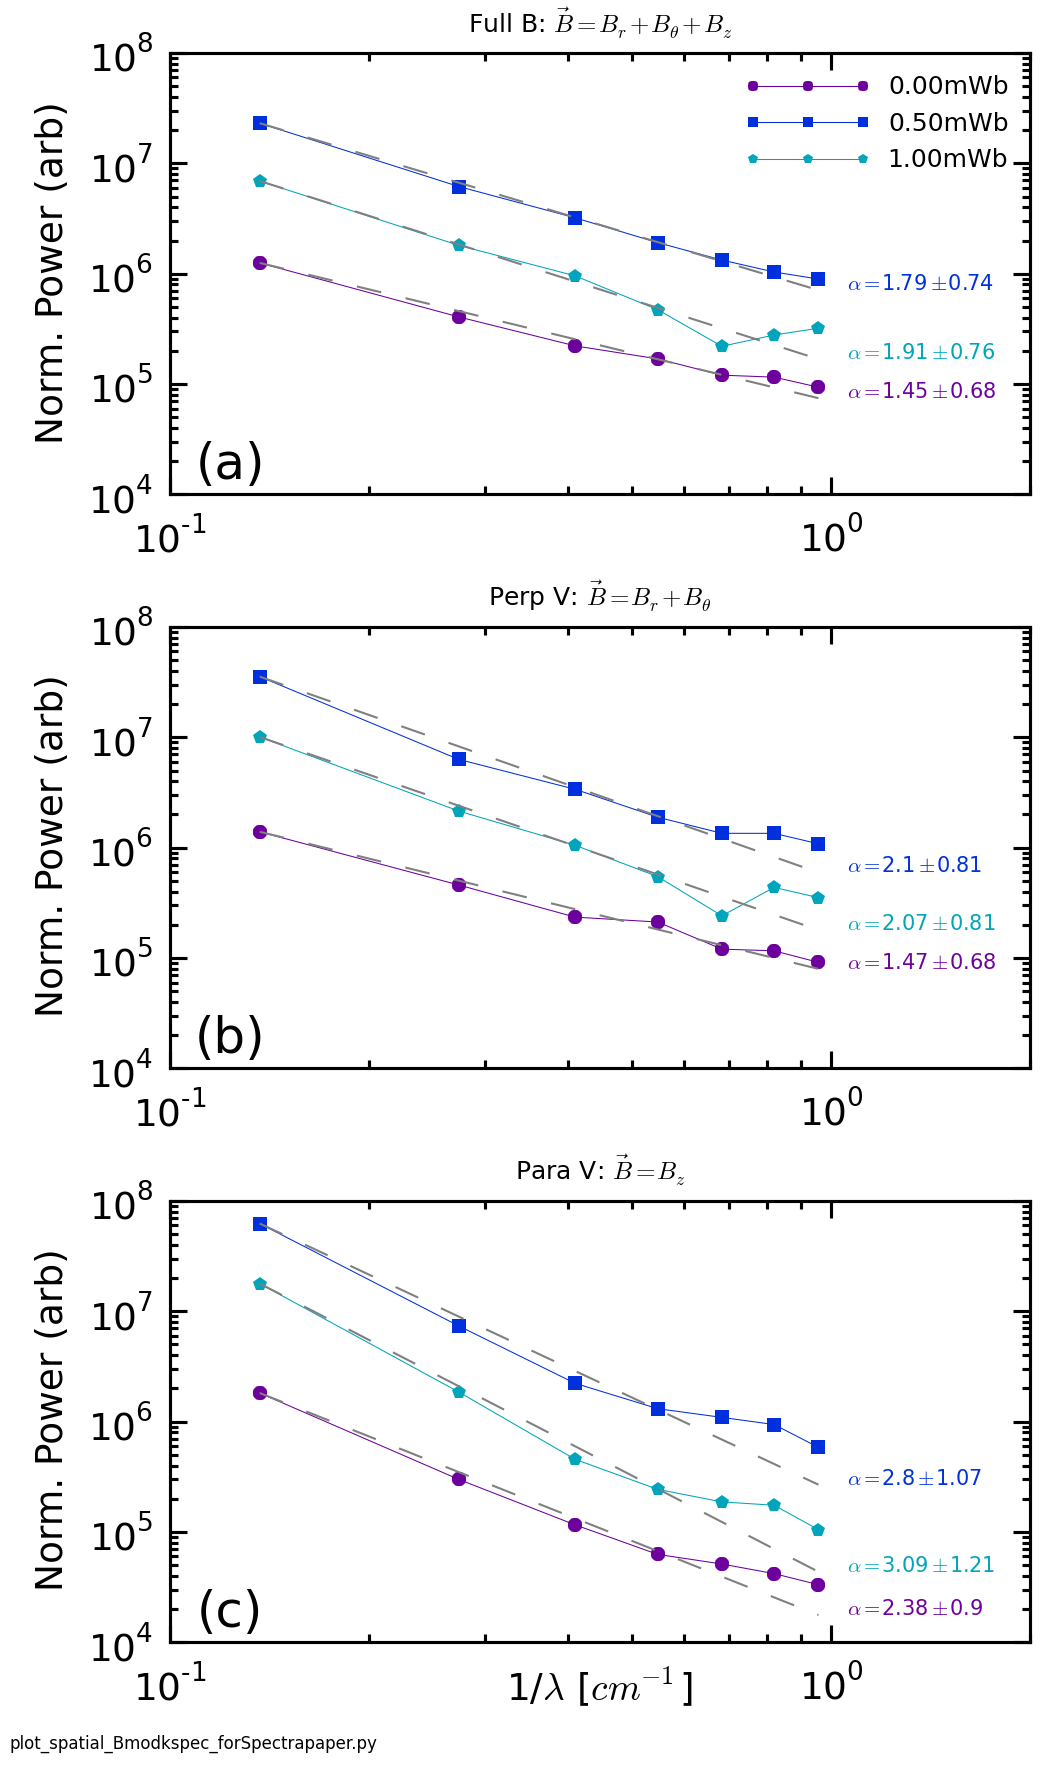 Full B: $\vec{B}=B_r+B_\theta+B_z$
10^8
10^7
10^6
10^5
10^4
Norm. Power (arb)
0.00mWb
0.50mWb
1.00mWb
α=1.79±0.74
α=1.91±0.76
α=1.45±0.68
(a)
10^-1
10^0
Perp V: $\vec{B}=B_r+B_\theta$
10^8
10^7
10^6
10^5
10^4
Norm. Power (arb)
α=2.1±0.81
α=2.07±0.81
α=1.47±0.68
(b)
10^-1
10^0
Para V: $\vec{B}=B_z$
10^8
10^7
10^6
10^5
10^4
Norm. Power (arb)
α=2.8±1.07
α=3.09±1.21
α=2.38±0.9
(c)
10^-1
10^0
1/λ [cm^-1]
plot_spatial_Bmodkspec_forSpectrapaper.py